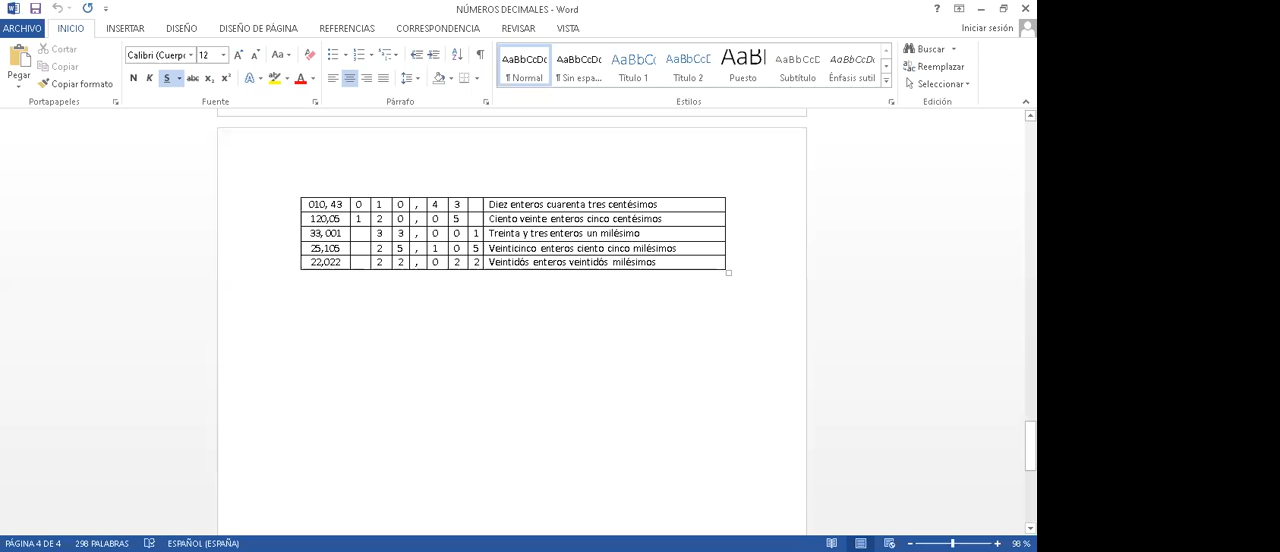 NÚMEROS DECIMALES - Word
?
ARCHIVO INICIO INSERTAR DISEÑO DISEÑO DE PÁGINA REFERENCIAS CORRESPONDENCIA REVISAR VISTA Iniciar sesión
Pegar
Cortar
Copiar
Copiar formato
Portapapeles
Calibri (Cuerpo 12 A A Aa
N K S abc x₂ x² A A
Fuente
Párrafo
AaBbCcDc AaBbCcDc AaBbCc AaBbCcD AaBl AaBbCcD AaBbCcDc
¶ Normal ¶ Sin espa... Título 1 Título 2 Puesto Subtítulo Énfasis sutil
Estilos
Buscar
Reemplazar
Seleccionar
Edición
010, 43 0 1 0 , 4 3 Diez enteros cuarenta tres centésimos
120,05 1 2 0 , 0 5 Ciento veinte enteros cinco centésimos
33, 001 3 3 , 0 0 1 Treinta y tres enteros un milésimo
25,105 2 5 , 1 0 5 Veinticinco enteros ciento cinco milésimos
22,022 2 2 , 0 2 2 Veintidós enteros veintidós milésimos
PÁGINA 4 DE 4 298 PALABRAS ESPAÑOL (ESPAÑA) 98 %